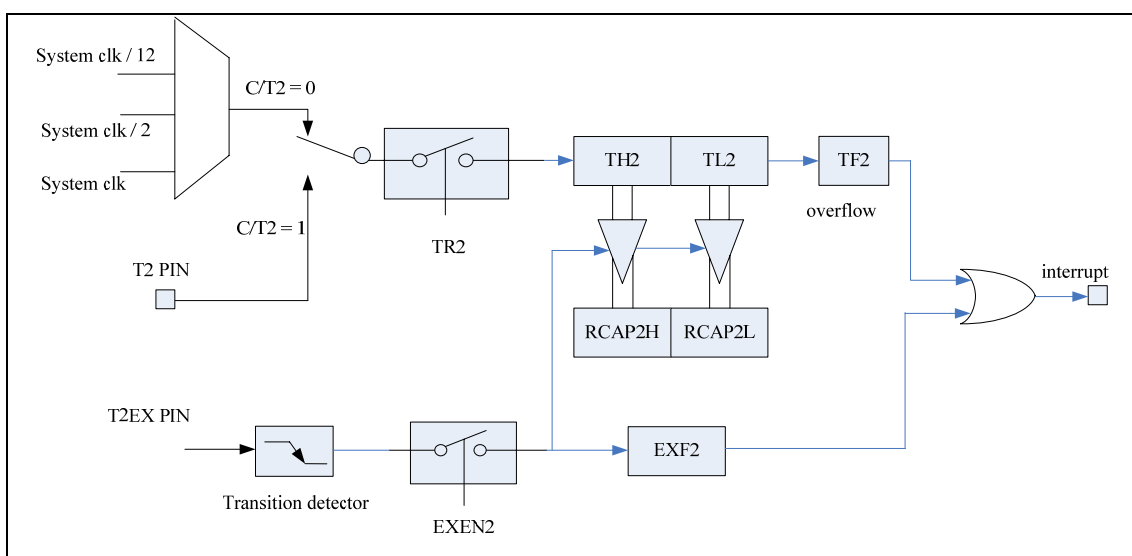 System clk / 12
C/T2 = 0
System clk / 2
System clk
TH2
TL2
TF2
overflow
C/T2 = 1
TR2
T2 PIN
interrupt
RCAP2H
RCAP2L
T2EX PIN
EXF2
Transition detector
EXEN2